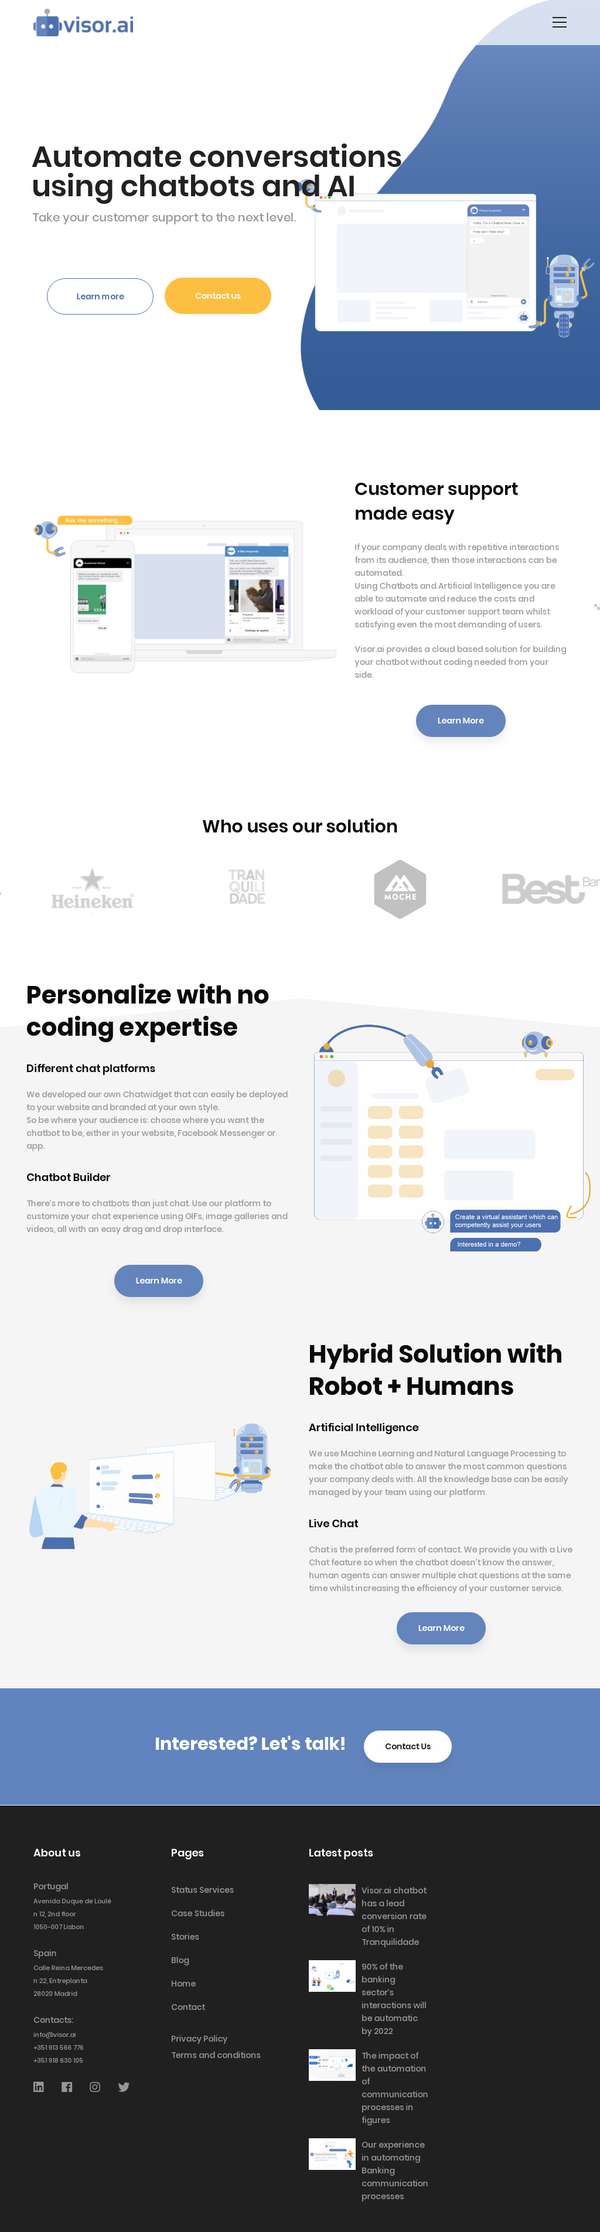 visor.ai
Automate conversations
using chatbots and AI
Take your customer support to the next level.
Learn more
Contact us
Customer support
made easy
Ask me something...
If your company deals with repetitive interactions
from its audience, then those interactions can be
automated.
Using Chatbots and Artificial Intelligence you are
able to automate and reduce the costs and
workload of your customer support team whilst
satisfying even the most demanding of users.
Visor.ai provides a cloud based solution for building
your chatbot without coding needed from your
side.
Learn More
Who uses our solution
Heineken
TRAN
QUILI
DADE
MOCHE
Best
Personalize with no
coding expertise
Different chat platforms
We developed our own Chatwidget that can easily be deployed
to your website and branded at your own style.
So be where your audience is: choose where you want the
chatbot to be, either in your website, Facebook Messenger or
app.
Chatbot Builder
There's more to chatbots than just chat. Use our platform to
customize your chat experience using GIFs, image galleries and
videos, all with an easy drag and drop interface.
Create a virtual assistant which can
competently assist your users
Interested in a demo?
Learn More
Hybrid Solution with
Robot + Humans
Artificial Intelligence
We use Machine Learning and Natural Language Processing to
make the chatbot able to answer the most common questions
your company deals with. All the knowledge base can be easily
managed by your team using our platform.
Live Chat
Chat is the preferred form of contact. We provide you with a Live
Chat feature so when the chatbot doesn't know the answer,
human agents can answer multiple chat questions at the same
time whilst increasing the efficiency of your customer service.
Learn More
Interested? Let's talk!
Contact Us
About us
Portugal
Avenida Duque de Loulé
n 12, 2nd floor
1050-007 Lisbon
Spain
Calle Reina Mercedes
n 22, Entreplanta
28020 Madrid
Contacts:
info@visor.ai
+351 913 566 776
+351 918 630 105
Pages
Status Services
Case Studies
Stories
Blog
Home
Contact
Privacy Policy
Terms and conditions
Latest posts
Visor.ai chatbot
has a lead
conversion rate
of 10% in
Tranquilidade
90% of the
banking
sector's
interactions will
be automatic
by 2022
The impact of
the automation
of
communication
processes in
figures
Our experience
in automating
Banking
communication
processes